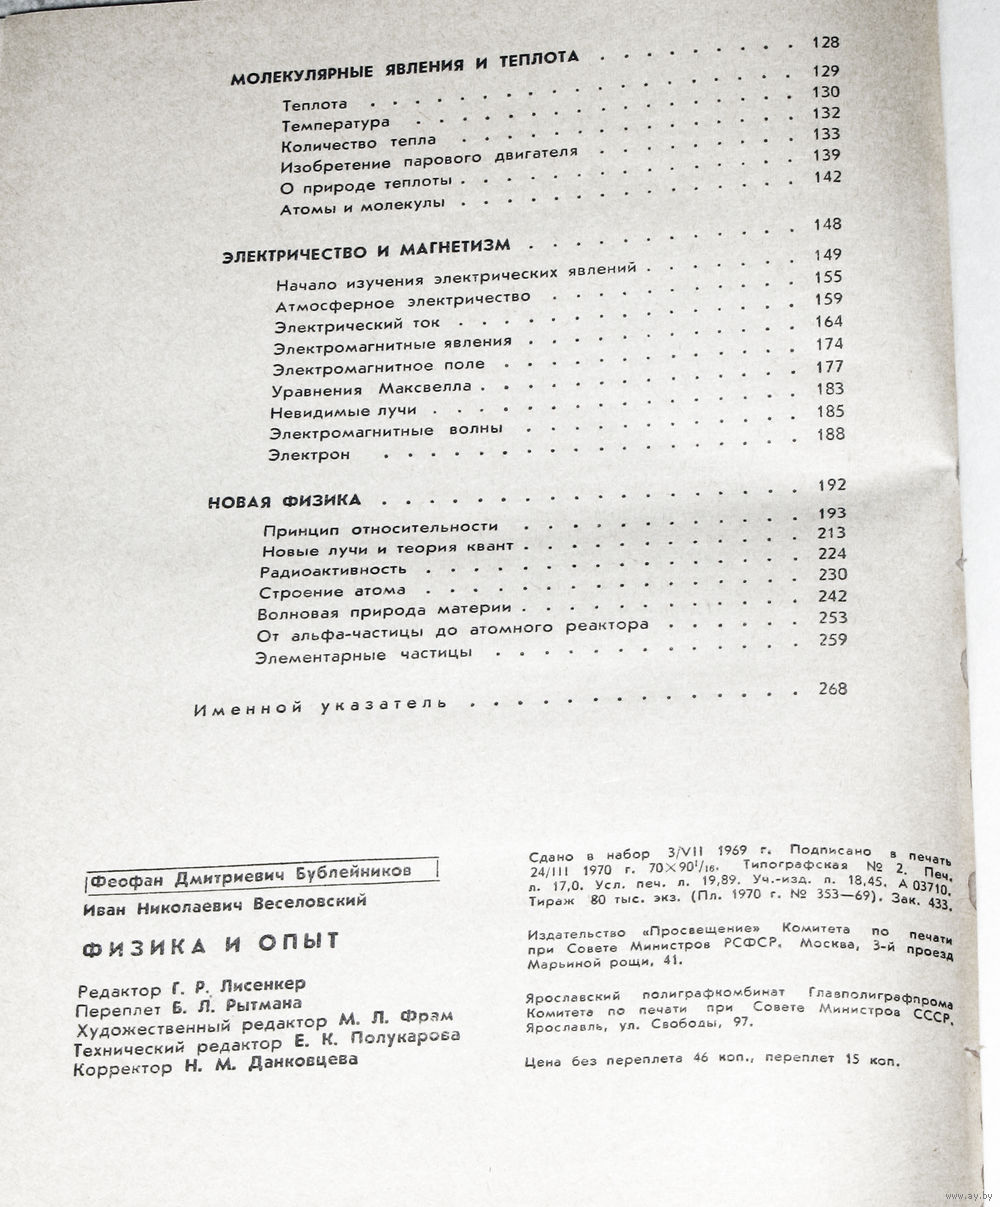 МОЛЕКУЛЯРНЫЕ ЯВЛЕНИЯ И ТЕПЛОТА . . . . . . . . 128
Теплота . . . . . . . . . . . . . . . . . 129
Температура . . . . . . . . . . . . . . . . 130
Количество тепла . . . . . . . . . . . . . . 132
Изобретение парового двигателя . . . . . . . . . 133
О природе теплоты . . . . . . . . . . . . . . 139
Атомы и молекулы . . . . . . . . . . . . . . 142
ЭЛЕКТРИЧЕСТВО И МАГНЕТИЗМ . . . . . . . . . . . 148
Начало изучения электрических явлений . . . . . . . 149
Атмосферное электричество . . . . . . . . . . . 155
Электрический ток . . . . . . . . . . . . . . 159
Электромагнитные явления . . . . . . . . . . . . 164
Электромагнитное поле . . . . . . . . . . . . . 174
Уравнения Максвелла . . . . . . . . . . . . . . 177
Невидимые лучи . . . . . . . . . . . . . . . 183
Электромагнитные волны . . . . . . . . . . . . 185
Электрон . . . . . . . . . . . . . . . . . 188
НОВАЯ ФИЗИКА . . . . . . . . . . . . . . . . . 192
Принцип относительности . . . . . . . . . . . . 193
Новые лучи и теория квант . . . . . . . . . . . . 213
Радиоактивность . . . . . . . . . . . . . . . 224
Строение атома . . . . . . . . . . . . . . . 230
Волновая природа материи . . . . . . . . . . . . 242
От альфа-частицы до атомного реактора . . . . . . 253
Элементарные частицы . . . . . . . . . . . . . 259
Именной указатель . . . . . . . . . . . . . . 268
Феофан Дмитриевич Бублейников
Иван Николаевич Веселовский
ФИЗИКА И ОПЫТ
Редактор Г. Р. Лисенкер
Переплет Б. Л. Рытмана
Художественный редактор М. Л. Фрам
Технический редактор Е. К. Полукарова
Корректор Н. М. Данковцева
Сдано в набор 3/VII 1969 г. Подписано в печать
24/III 1970 г. 70×90¹/₁₆. Типографская № 2. Печ.
л. 17,0. Усл. печ. л. 19,89. Уч.-изд. л. 18,45. А 03710.
Тираж 80 тыс. экз. (Пл. 1970 г. № 353—69). Зак. 433.
Издательство «Просвещение» Комитета по печати
при Совете Министров РСФСР. Москва, 3-й проезд
Марьиной рощи, 41.
Ярославский полиграфкомбинат Главполиграфпрома
Комитета по печати при Совете Министров СССР.
Ярославль, ул. Свободы, 97.
Цена без переплета 46 коп., переплет 15 коп.
www.ay.by